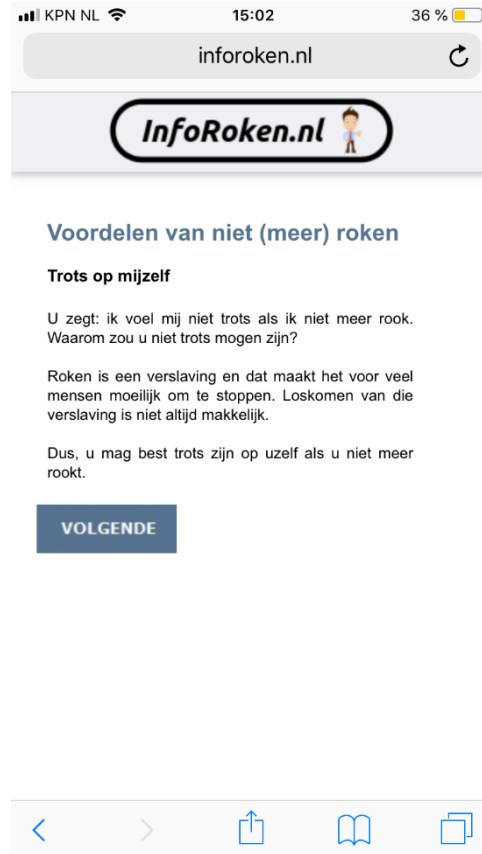 KPN NL 15:02 36 %
inforoken.nl
InfoRoken.nl
Voordelen van niet (meer) roken
Trots op mijzelf
U zegt: ik voel mij niet trots als ik niet meer rook.
Waarom zou u niet trots mogen zijn?
Roken is een verslaving en dat maakt het voor veel
mensen moeilijk om te stoppen. Loskomen van die
verslaving is niet altijd makkelijk.
Dus, u mag best trots zijn op uzelf als u niet meer
rookt.
VOLGENDE